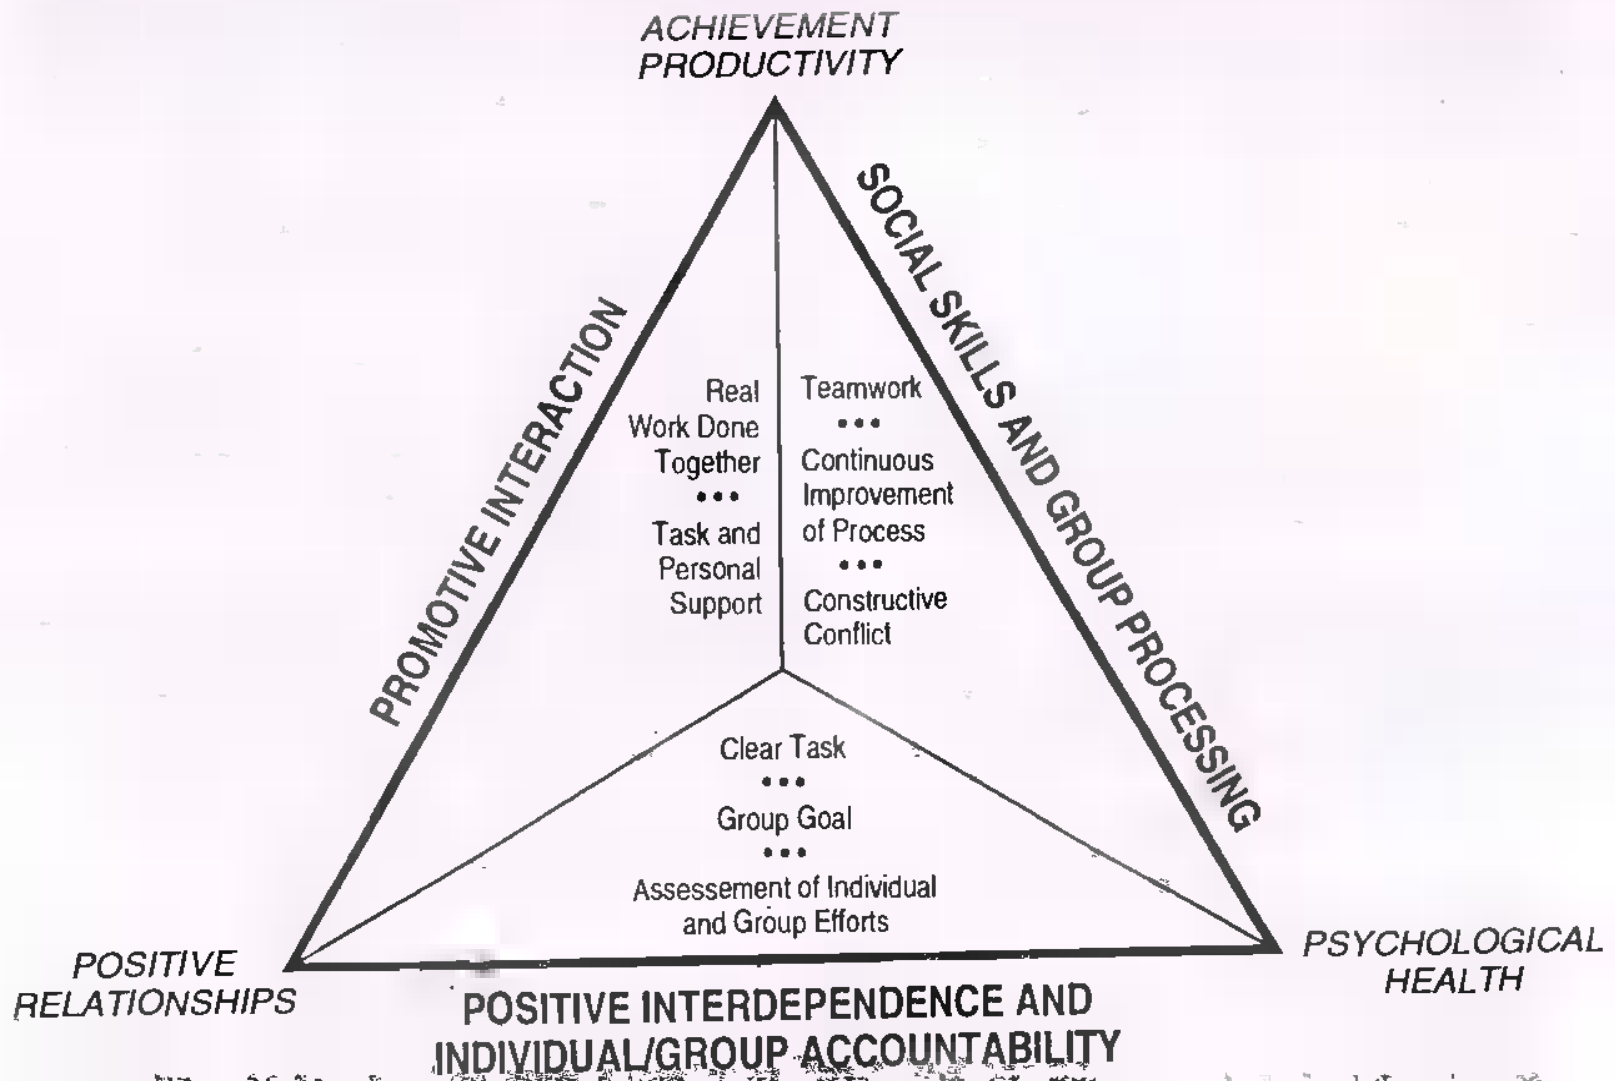 ACHIEVEMENT
PRODUCTIVITY
PROMOTIVE INTERACTION
SOCIAL SKILLS AND GROUP PROCESSING
Real
Work Done
Together
•••
Task and
Personal
Support
Teamwork
•••
Continuous
Improvement
of Process
•••
Constructive
Conflict
Clear Task
•••
Group Goal
•••
Assessement of Individual
and Group Efforts
POSITIVE
RELATIONSHIPS
PSYCHOLOGICAL
HEALTH
POSITIVE INTERDEPENDENCE AND
INDIVIDUAL/GROUP ACCOUNTABILITY